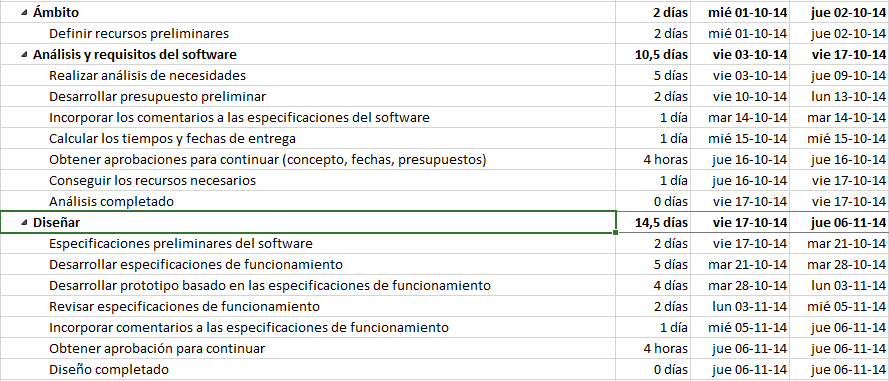 Ámbito 2 días mié 01-10-14 jue 02-10-14
Definir recursos preliminares 2 días mié 01-10-14 jue 02-10-14
Análisis y requisitos del software 10,5 días vie 03-10-14 vie 17-10-14
Realizar análisis de necesidades 5 días vie 03-10-14 jue 09-10-14
Desarrollar presupuesto preliminar 2 días vie 10-10-14 lun 13-10-14
Incorporar los comentarios a las especificaciones del software 1 día mar 14-10-14 mar 14-10-14
Calcular los tiempos y fechas de entrega 1 día mié 15-10-14 mié 15-10-14
Obtener aprobaciones para continuar (concepto, fechas, presupuestos) 4 horas jue 16-10-14 jue 16-10-14
Conseguir los recursos necesarios 1 día jue 16-10-14 vie 17-10-14
Análisis completado 0 días vie 17-10-14 vie 17-10-14
Diseñar 14,5 días vie 17-10-14 jue 06-11-14
Especificaciones preliminares del software 2 días vie 17-10-14 mar 21-10-14
Desarrollar especificaciones de funcionamiento 5 días mar 21-10-14 mar 28-10-14
Desarrollar prototipo basado en las especificaciones de funcionamiento 4 días mar 28-10-14 lun 03-11-14
Revisar especificaciones de funcionamiento 2 días lun 03-11-14 mié 05-11-14
Incorporar comentarios a las especificaciones de funcionamiento 1 día mié 05-11-14 jue 06-11-14
Obtener aprobación para continuar 4 horas jue 06-11-14 jue 06-11-14
Diseño completado 0 días jue 06-11-14 jue 06-11-14